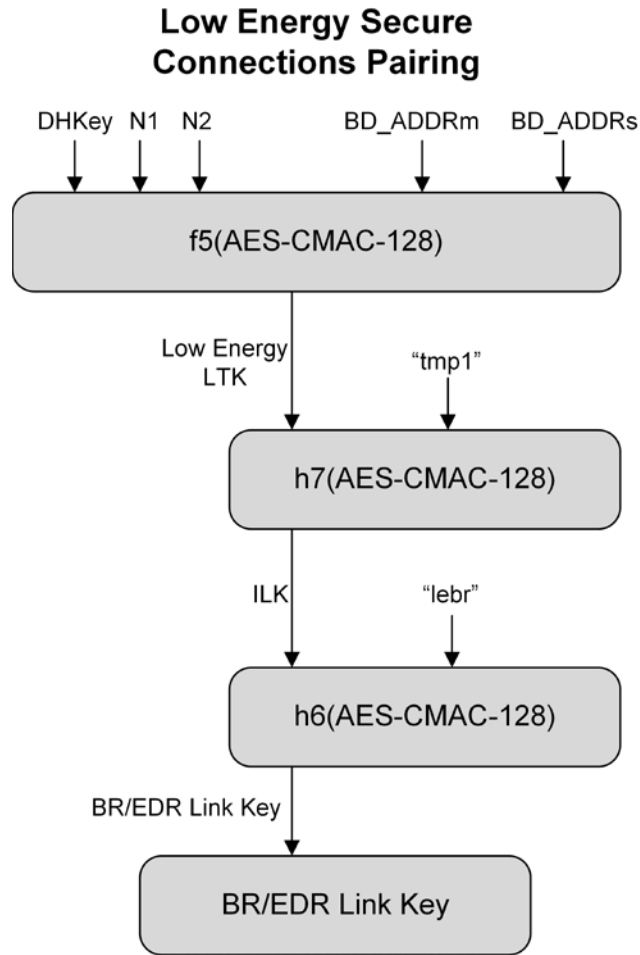 Low Energy Secure
Connections Pairing
DHKey N1 N2 BD_ADDRm BD_ADDRs
f5(AES-CMAC-128)
Low Energy
LTK
“tmp1”
h7(AES-CMAC-128)
ILK
“lebr”
h6(AES-CMAC-128)
BR/EDR Link Key
BR/EDR Link Key